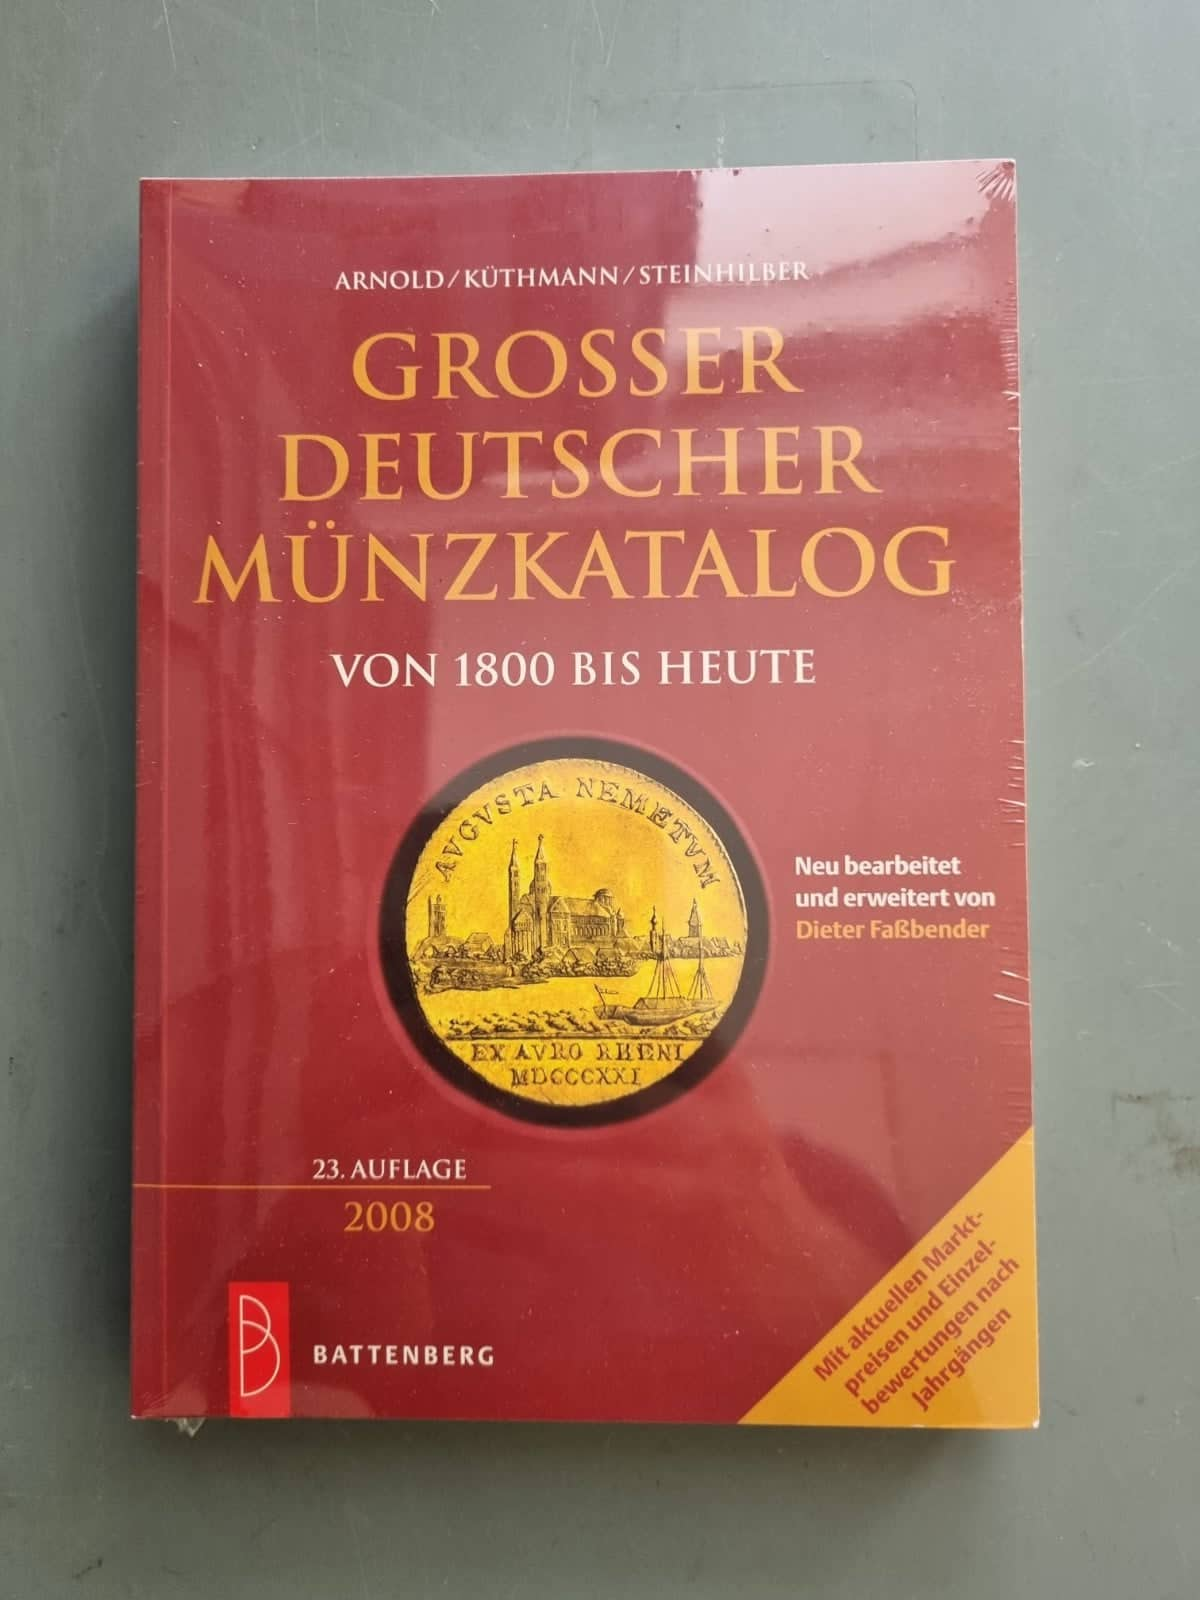 ARNOLD/KÜTHMANN/STEINHILBER
GROSSER
DEUTSCHER
MÜNZKATALOG
VON 1800 BIS HEUTE
AVGVSTA NEMETVM
EX AVRO RHENI
MDCCCXXI
Neu bearbeitet
und erweitert von
Dieter Faßbender
23. AUFLAGE
2008
BATTENBERG
Mit aktuellen Markt-
preisen und Einzel-
bewertungen nach
Jahrgängen